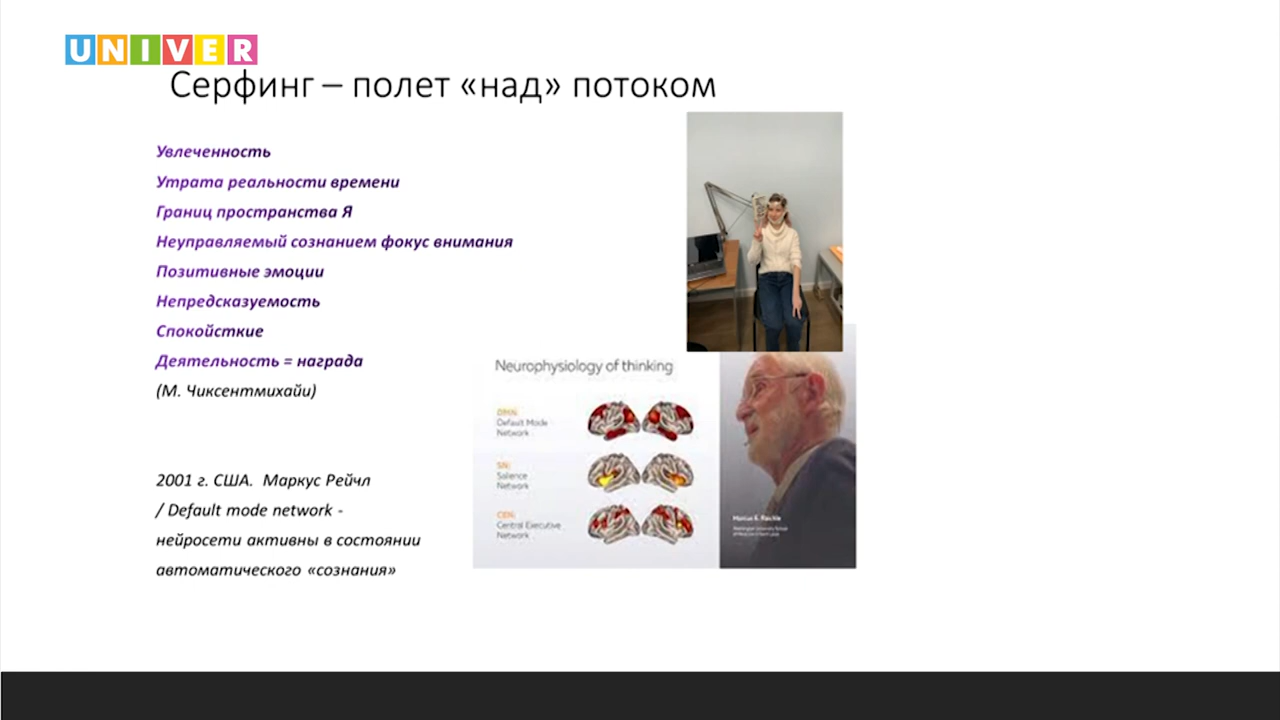 UNIVER
Серфинг – полет «над» потоком
Увлеченность
Утрата реальности времени
Границ пространства Я
Неуправляемый сознанием фокус внимания
Позитивные эмоции
Непредсказуемость
Спокойсткие
Деятельность = награда
(М. Чиксентмихайи)
2001 г. США. Маркус Рейчл
/ Default mode network -
нейросети активны в состоянии
автоматического «сознания»
Neurophysiology of thinking
DMN:
Default Mode
Network
SN:
Salience
Network
CEN:
Central Executive
Network
Marcus E. Raichle